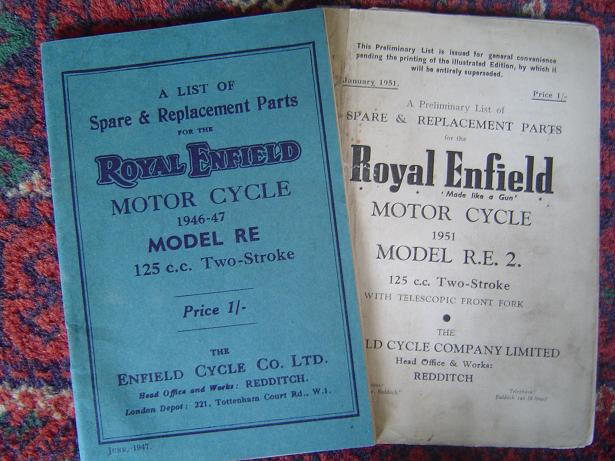 A LIST OF
Spare & Replacement Parts
FOR THE
ROYAL ENFIELD
MOTOR CYCLE
1946-47
MODEL RE
125 c.c. Two-Stroke
Price 1/-
THE
ENFIELD CYCLE CO. LTD.
Head Office and Works: REDDITCH.
London Depot: 221, Tottenham Court Rd., W.1.
JUNE, 1947.
This Preliminary List is issued for general convenience
pending the printing of the Illustrated Edition, by which it
will be entirely superseded.
January 1951.
Price 1/-
A Preliminary List of
SPARE & REPLACEMENT PARTS
for the
Royal Enfield
'Made like a Gun'
MOTOR CYCLE
1951
MODEL R.E. 2.
125 c.c. Two-Stroke
WITH TELESCOPIC FRONT FORK
THE
LD CYCLE COMPANY LIMITED
Head Office & Works:
REDDITCH
Redditch"
Telephone: